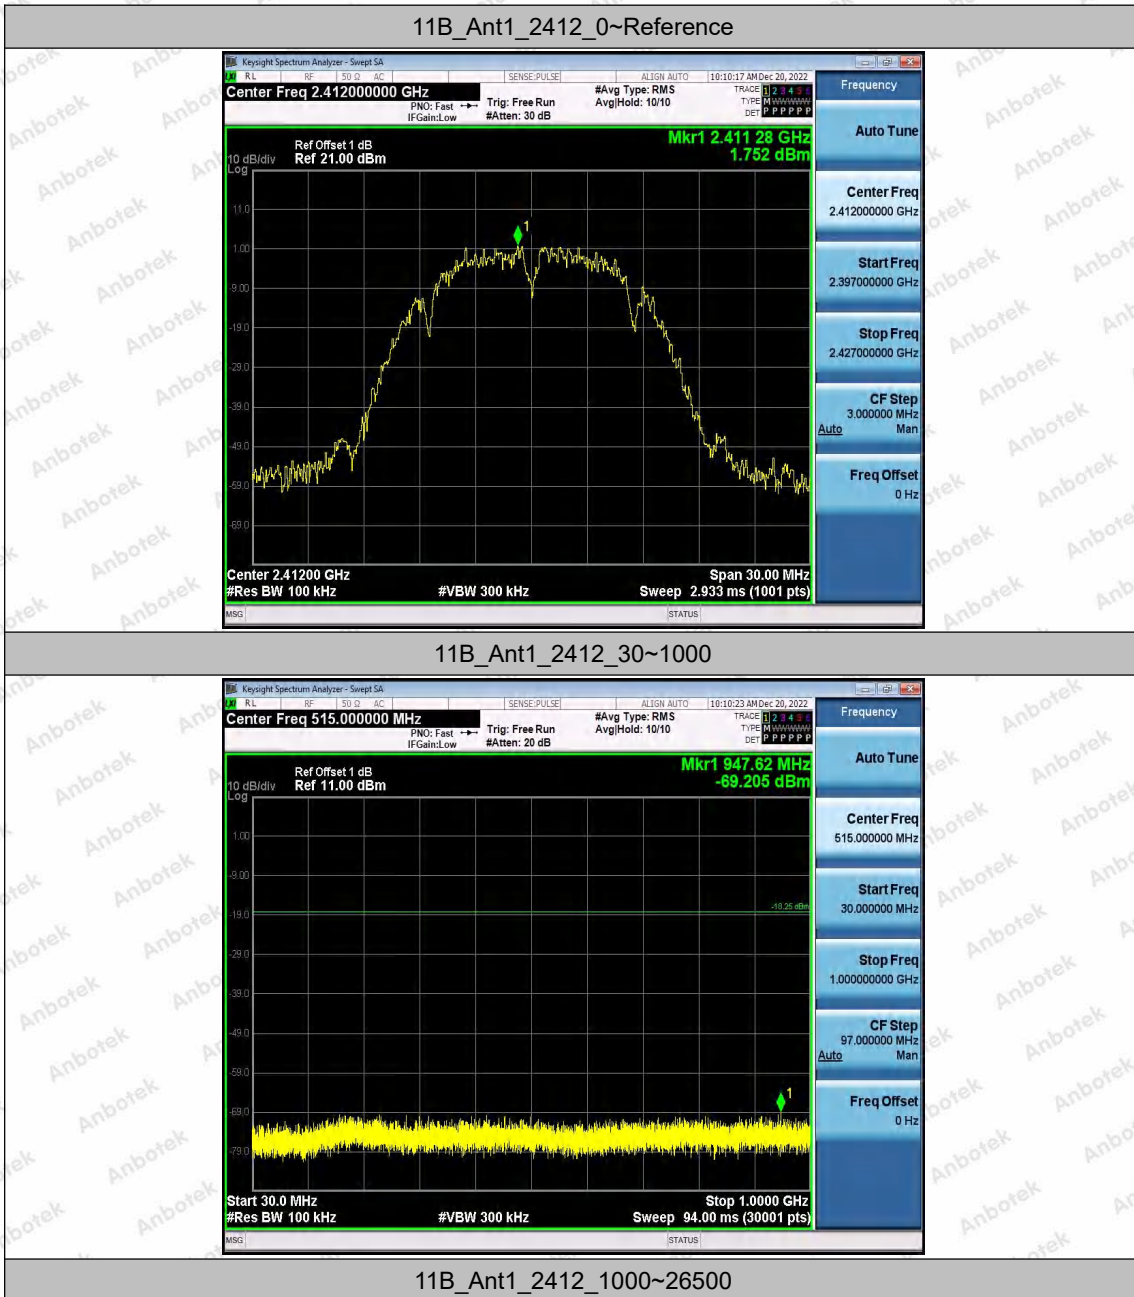 11B_Ant1_2412_0~Reference
Keysight Spectrum Analyzer - Swept SA
LXI RL RF 50 Ω AC SENSE:PULSE ALIGN AUTO 10:10:17 AM Dec 20, 2022
Center Freq 2.412000000 GHz
PNO: Fast
IFGain:Low
Trig: Free Run
#Atten: 30 dB
#Avg Type: RMS
Avg|Hold: 10/10
TRACE 1 2 3 4 5 6
TYPE M WWWWW
DET P P P P P P
Mkr1 2.411 28 GHz
1.752 dBm
Ref Offset 1 dB
10 dB/div Ref 21.00 dBm
Log
11.0
1.00
-9.00
-19.0
-29.0
-39.0
-49.0
-59.0
-69.0
1
Center 2.41200 GHz Span 30.00 MHz
#Res BW 100 kHz #VBW 300 kHz Sweep 2.933 ms (1001 pts)
MSG STATUS
Frequency
Auto Tune
Center Freq
2.412000000 GHz
Start Freq
2.397000000 GHz
Stop Freq
2.427000000 GHz
CF Step
3.000000 MHz
Auto Man
Freq Offset
0 Hz
11B_Ant1_2412_30~1000
Keysight Spectrum Analyzer - Swept SA
LXI RL RF 50 Ω AC SENSE:PULSE ALIGN AUTO 10:10:23 AM Dec 20, 2022
Center Freq 515.000000 MHz
PNO: Fast
IFGain:Low
Trig: Free Run
#Atten: 20 dB
#Avg Type: RMS
Avg|Hold: 10/10
TRACE 1 2 3 4 5 6
TYPE M WWWWW
DET P P P P P P
Mkr1 947.62 MHz
-69.205 dBm
Ref Offset 1 dB
10 dB/div Ref 11.00 dBm
Log
1.00
-9.00
-19.0
-29.0
-39.0
-49.0
-59.0
-69.0
-79.0
-18.25 dBm
1
Start 30.0 MHz Stop 1.0000 GHz
#Res BW 100 kHz #VBW 300 kHz Sweep 94.00 ms (30001 pts)
MSG STATUS
Frequency
Auto Tune
Center Freq
515.000000 MHz
Start Freq
30.000000 MHz
Stop Freq
1.000000000 GHz
CF Step
97.000000 MHz
Auto Man
Freq Offset
0 Hz
11B_Ant1_2412_1000~26500
Anbotek